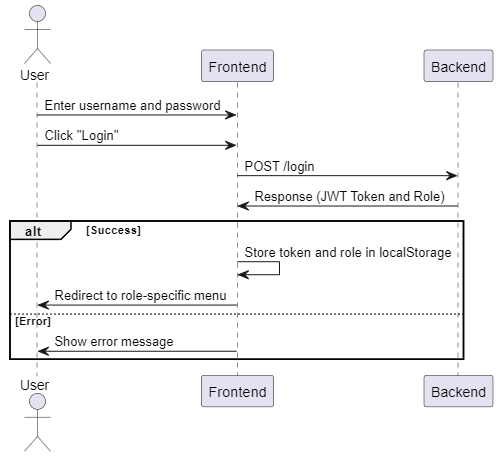 User
Frontend
Backend
Enter username and password
Click "Login"
POST /login
Response (JWT Token and Role)
alt [Success]
Store token and role in localStorage
Redirect to role-specific menu
[Error]
Show error message
User
Frontend
Backend